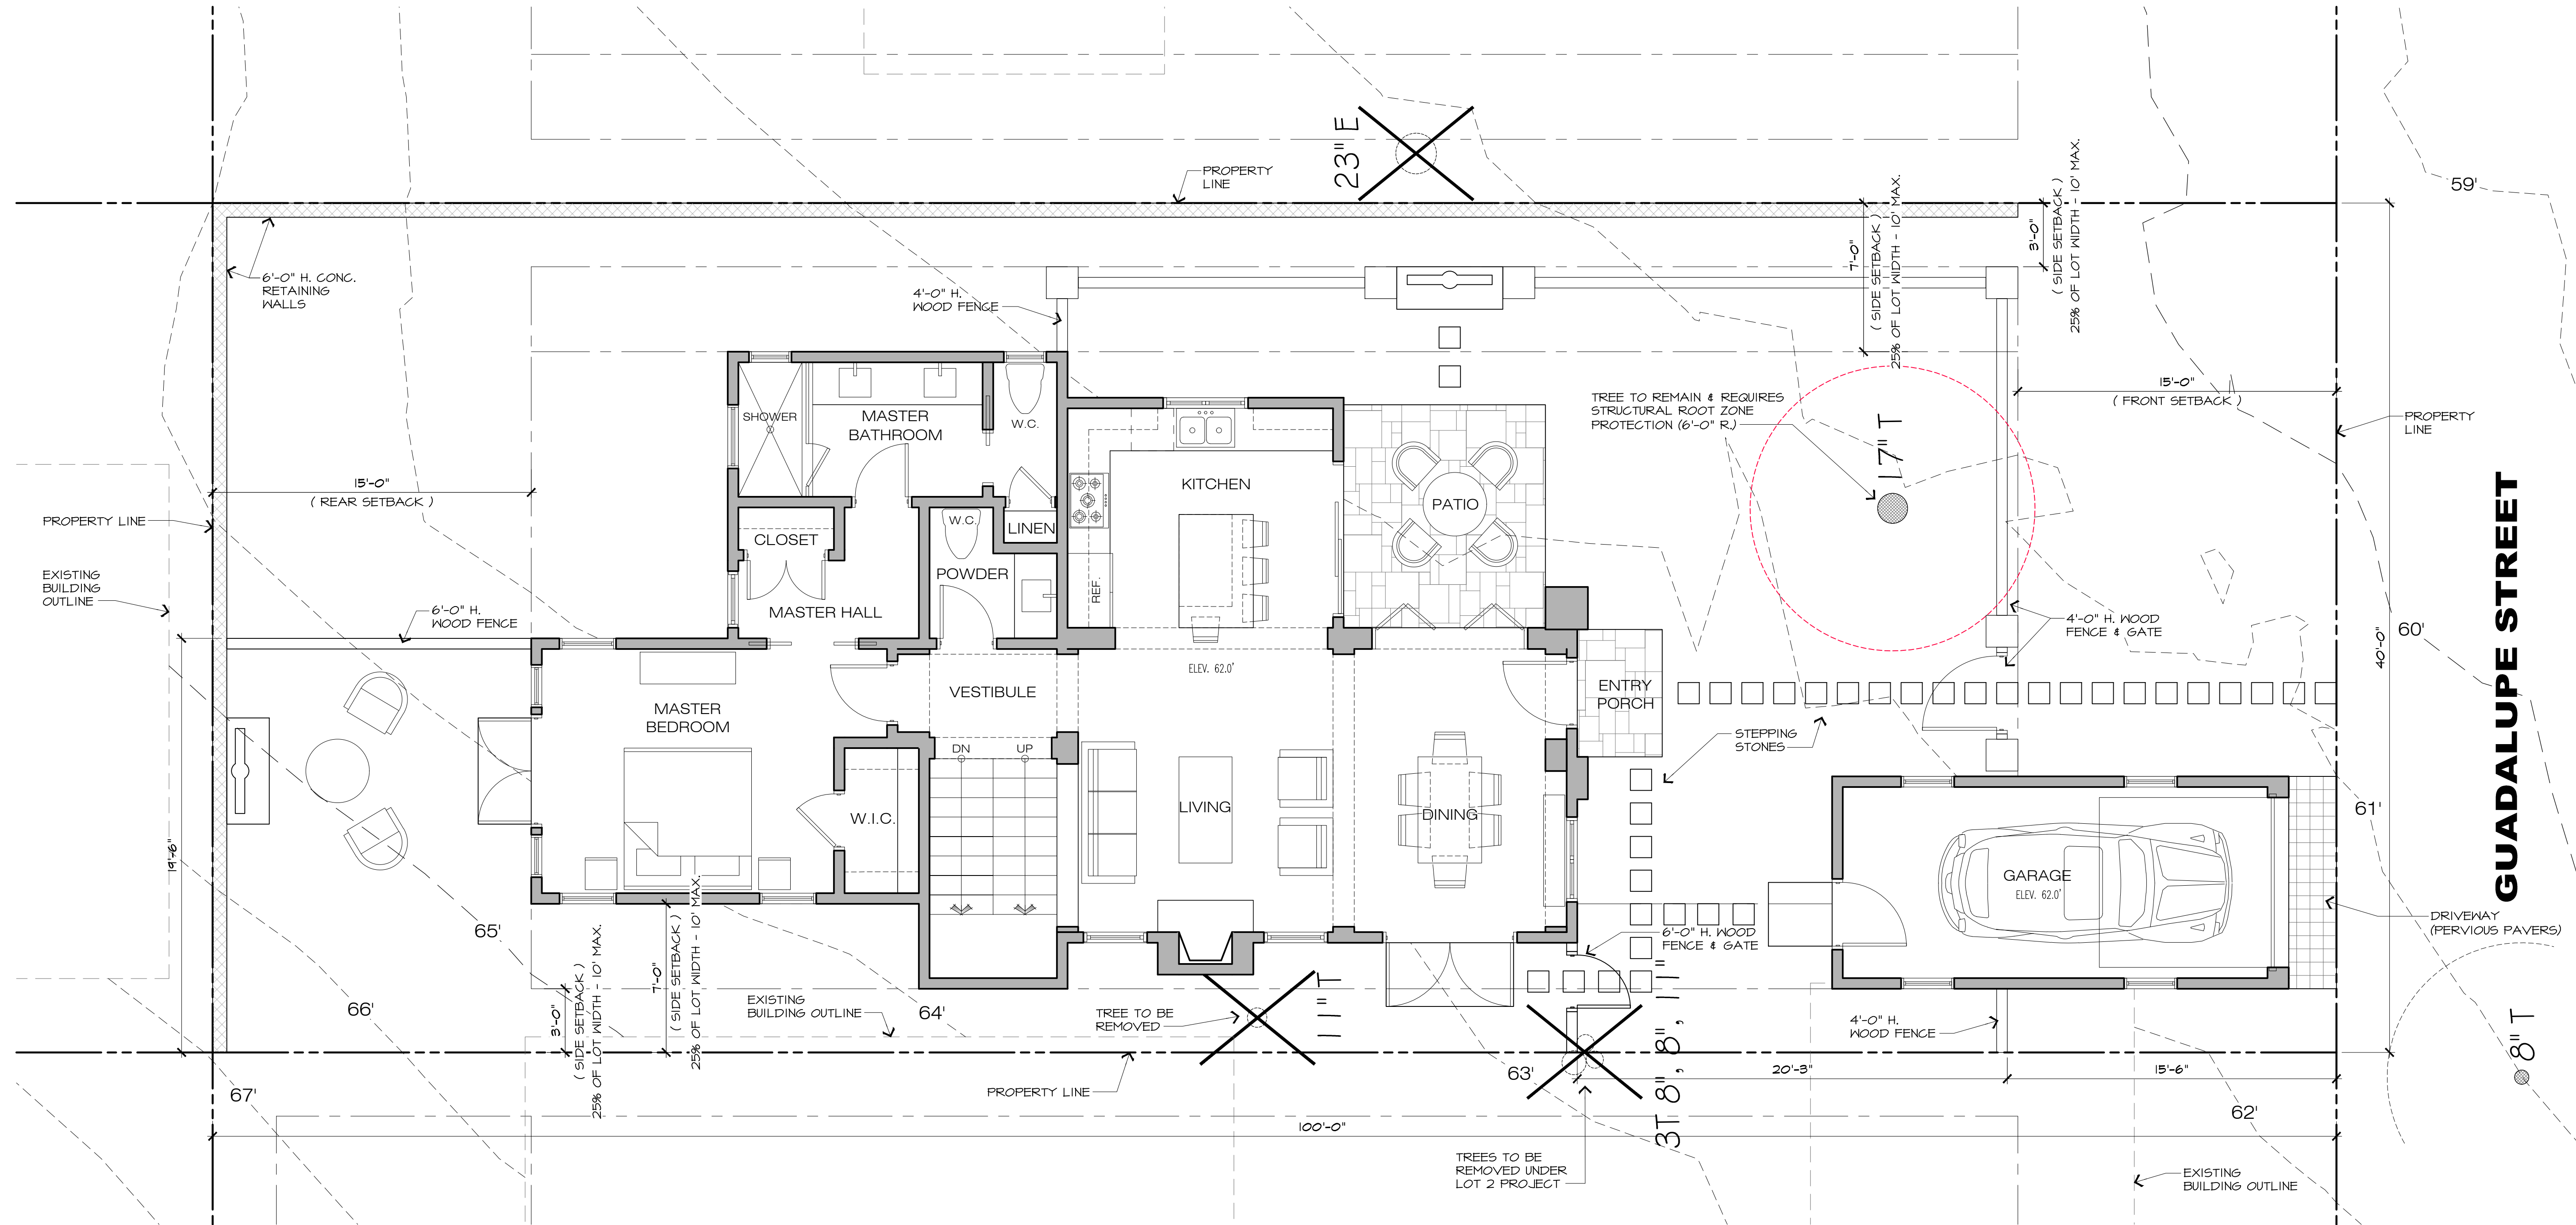 23" E
PROPERTY
LINE
59'
7'-0"
( SIDE SETBACK )
25% OF LOT WIDTH - 10' MAX.
3'-0"
( SIDE SETBACK )
25% OF LOT WIDTH - 10' MAX.
6'-0" H. CONC.
RETAINING
WALLS
4'-0" H.
WOOD FENCE
15'-0"
( FRONT SETBACK )
TREE TO REMAIN & REQUIRES
STRUCTURAL ROOT ZONE
PROTECTION (6'-0" R.)
17" T
PROPERTY
LINE
SHOWER
MASTER
BATHROOM
W.C.
KITCHEN
15'-0"
( REAR SETBACK )
PATIO
PROPERTY LINE
W.C.
LINEN
CLOSET
POWDER
REF.
EXISTING
BUILDING
OUTLINE
6'-0" H.
WOOD FENCE
MASTER HALL
4'-0" H. WOOD
FENCE & GATE
60'
40'-0"
GUADALUPE STREET
ELEV. 62.0'
VESTIBULE
ENTRY
PORCH
MASTER
BEDROOM
STEPPING
STONES
DN
UP
LIVING
DINING
W.I.C.
61'
19'-6"
GARAGE
ELEV. 62.0'
65'
DRIVEWAY
(PERVIOUS PAVERS)
6'-0" H. WOOD
FENCE & GATE
3'-0"
( SIDE SETBACK )
25% OF LOT WIDTH - 10' MAX.
7'-0"
( SIDE SETBACK )
25% OF LOT WIDTH - 10' MAX.
66'
EXISTING
BUILDING OUTLINE
64'
TREE TO BE
REMOVED
11" T
3T 8", 8", 11"
4'-0" H.
WOOD FENCE
8" T
67'
PROPERTY LINE
63'
20'-3"
15'-6"
62'
100'-0"
TREES TO BE
REMOVED UNDER
LOT 2 PROJECT
EXISTING
BUILDING OUTLINE